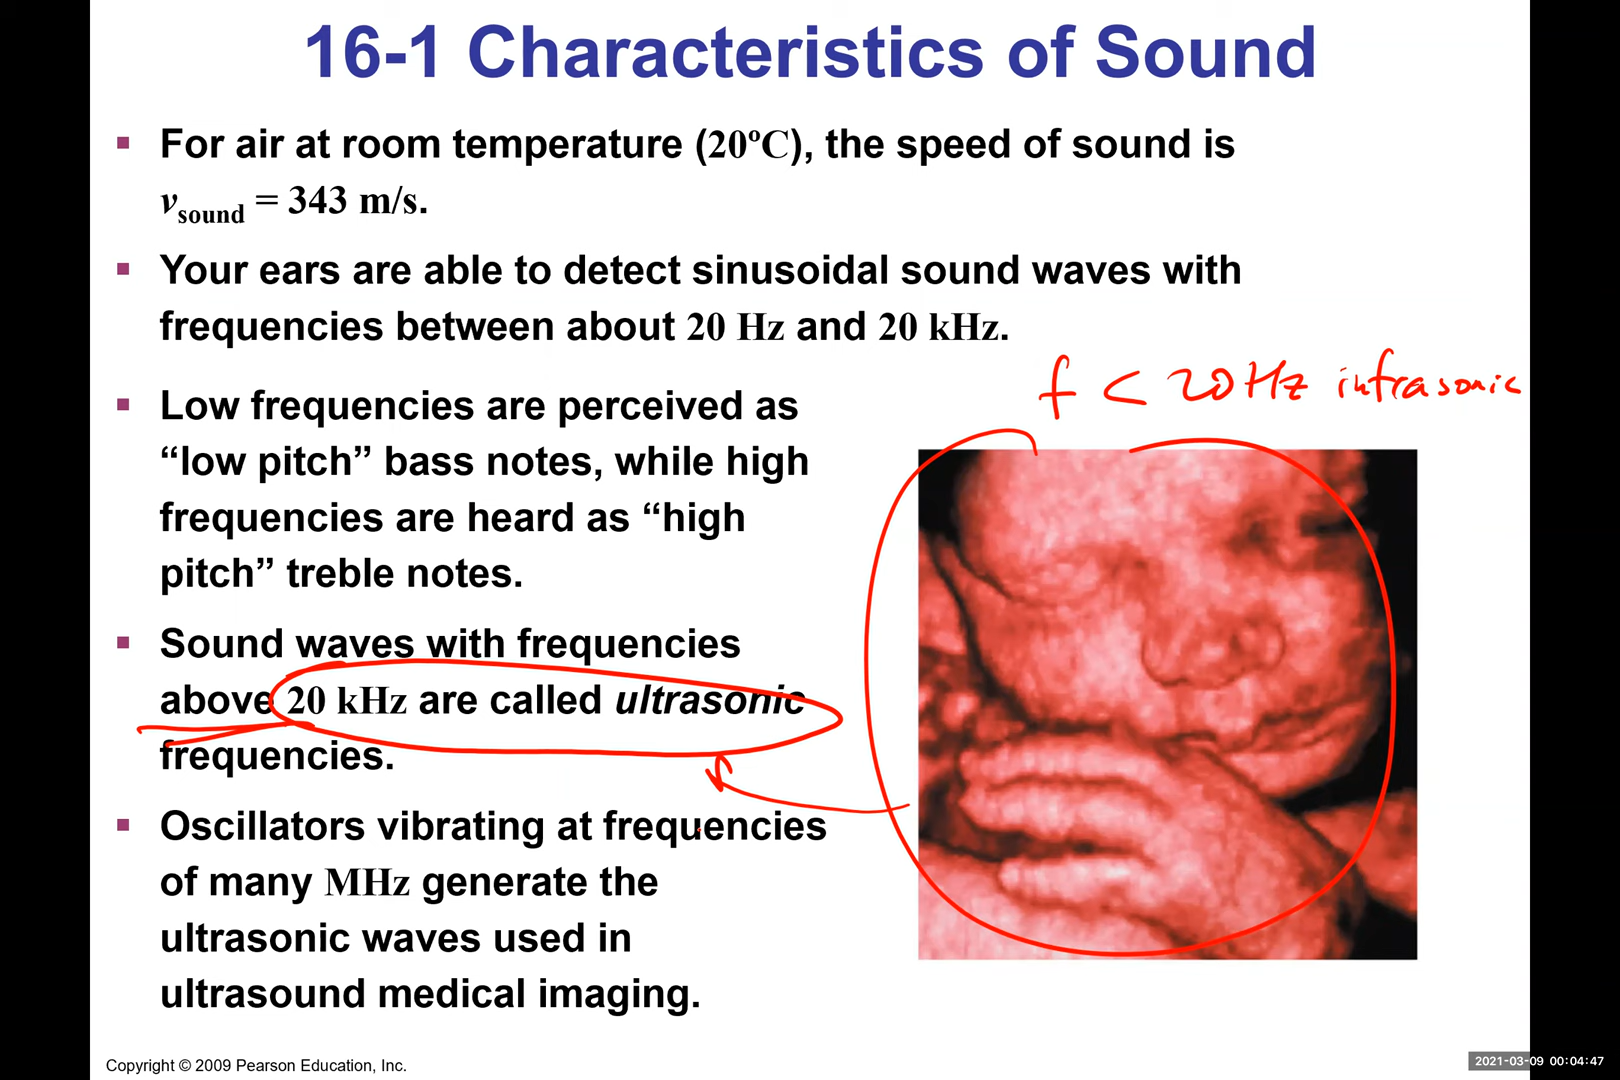 16-1 Characteristics of Sound
▪ For air at room temperature (20ºC), the speed of sound is
vsound = 343 m/s.
▪ Your ears are able to detect sinusoidal sound waves with
frequencies between about 20 Hz and 20 kHz.
f < 20 Hz infrasonic
▪ Low frequencies are perceived as
“low pitch” bass notes, while high
frequencies are heard as “high
pitch” treble notes.
▪ Sound waves with frequencies
above 20 kHz are called ultrasonic
frequencies.
▪ Oscillators vibrating at frequencies
of many MHz generate the
ultrasonic waves used in
ultrasound medical imaging.
Copyright © 2009 Pearson Education, Inc.
2021-03-09 00:04:47